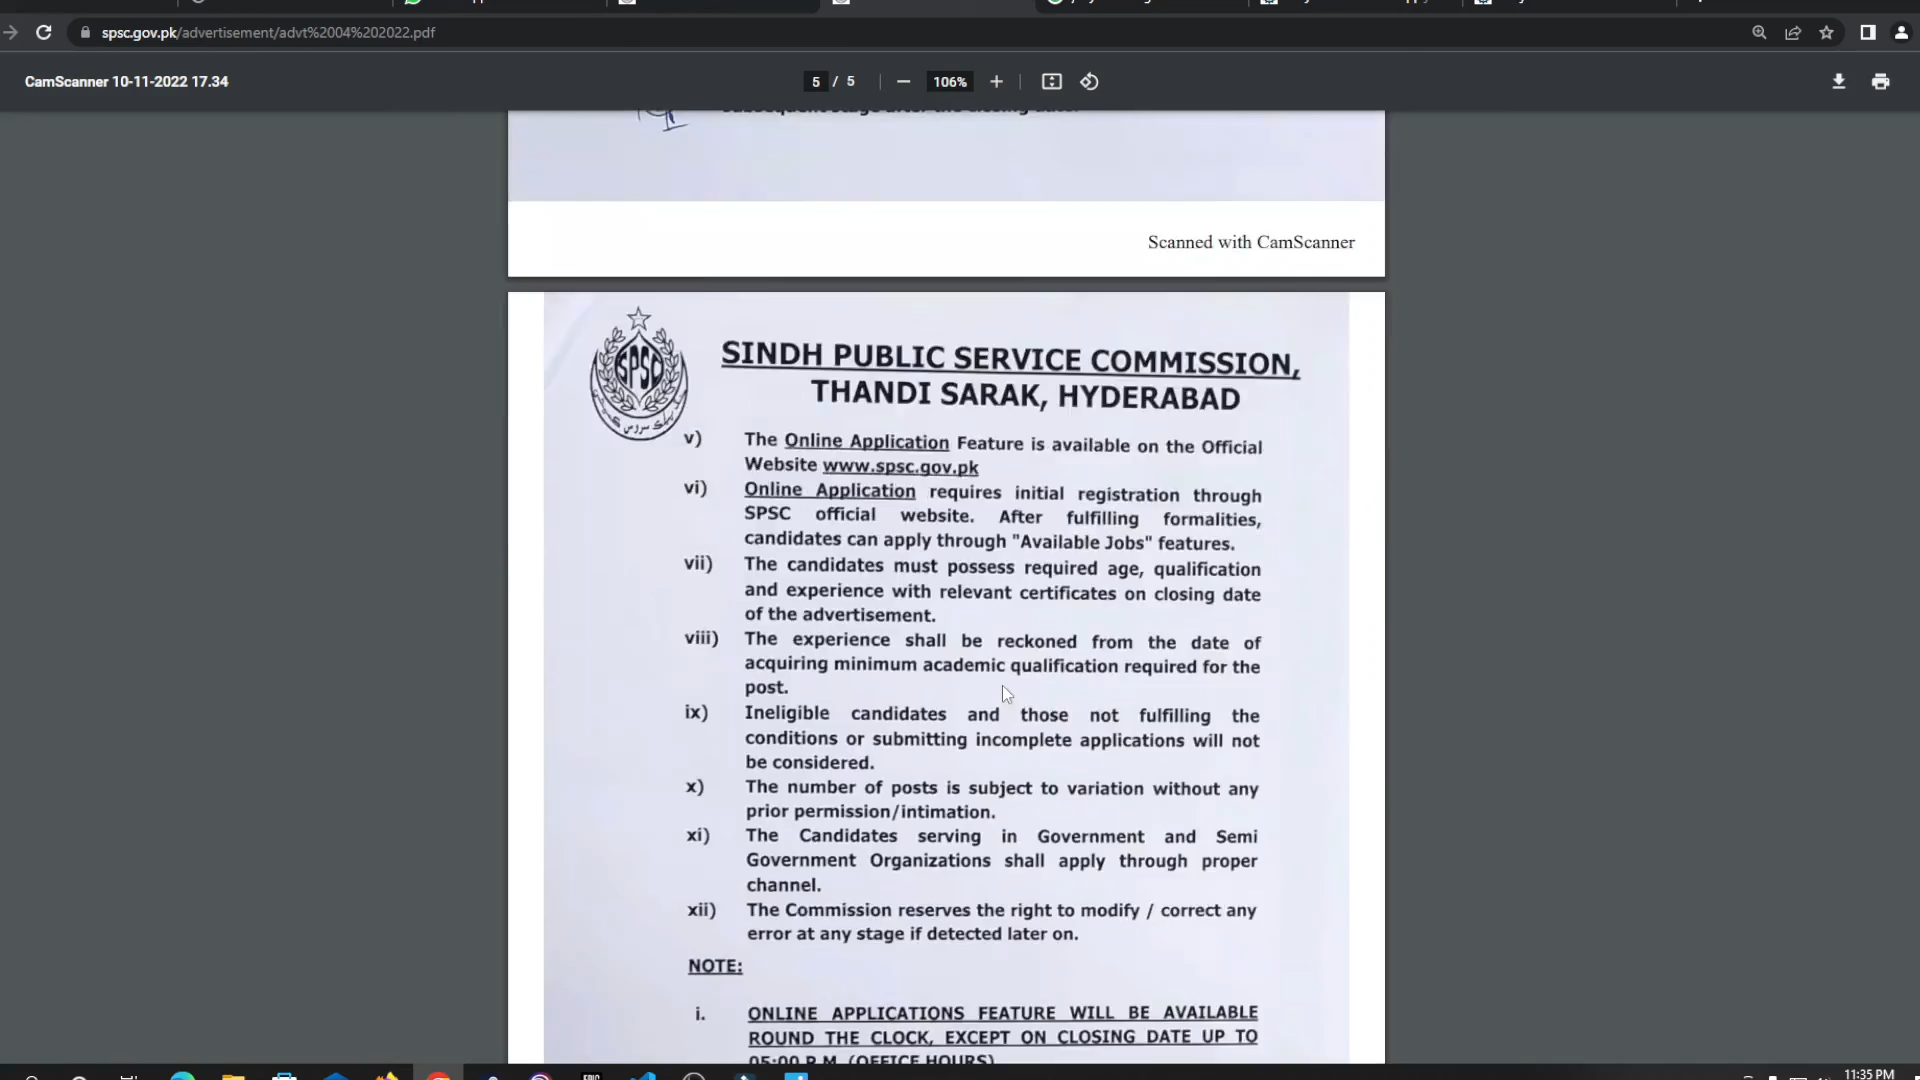 spsc.gov.pk/advertisement/advt%2004%202022.pdf
CamScanner 10-11-2022 17.34
5 / 5
106%
Scanned with CamScanner
SPSC
SINDH PUBLIC SERVICE COMMISSION,
THANDI SARAK, HYDERABAD
v) The Online Application Feature is available on the Official
Website www.spsc.gov.pk
vi) Online Application requires initial registration through
SPSC official website. After fulfilling formalities,
candidates can apply through "Available Jobs" features.
vii) The candidates must possess required age, qualification
and experience with relevant certificates on closing date
of the advertisement.
viii) The experience shall be reckoned from the date of
acquiring minimum academic qualification required for the
post.
ix) Ineligible candidates and those not fulfilling the
conditions or submitting incomplete applications will not
be considered.
x) The number of posts is subject to variation without any
prior permission/intimation.
xi) The Candidates serving in Government and Semi
Government Organizations shall apply through proper
channel.
xii) The Commission reserves the right to modify / correct any
error at any stage if detected later on.
NOTE:
i. ONLINE APPLICATIONS FEATURE WILL BE AVAILABLE
ROUND THE CLOCK, EXCEPT ON CLOSING DATE UP TO
05:00 P.M. (OFFICE HOURS)
11:35 PM